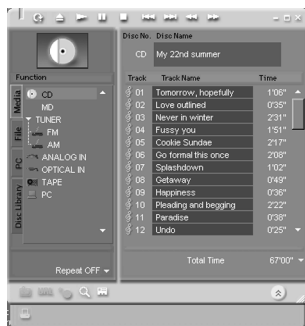 Disc No. Disc Name
CD My 22nd summer
Function
Track Track Name Time
Media
File
PC
Disc Library
CD
MD
TUNER
FM
AM
ANALOG IN
OPTICAL IN
TAPE
PC
01 Tomorrow, hopefully 1'06"
02 Love outlined 0'35"
03 Never in winter 2'31"
04 Fussy you 1'51"
05 Cookie Sundae 2'17"
06 Go formal this once 2'08"
07 Splashdown 1'02"
08 Getaway 0'49"
09 Happiness 0'36"
10 Pleading and begging 2'22"
11 Paradise 0'38"
12 Undo 0'25"
Repeat OFF
Total Time 67'00"